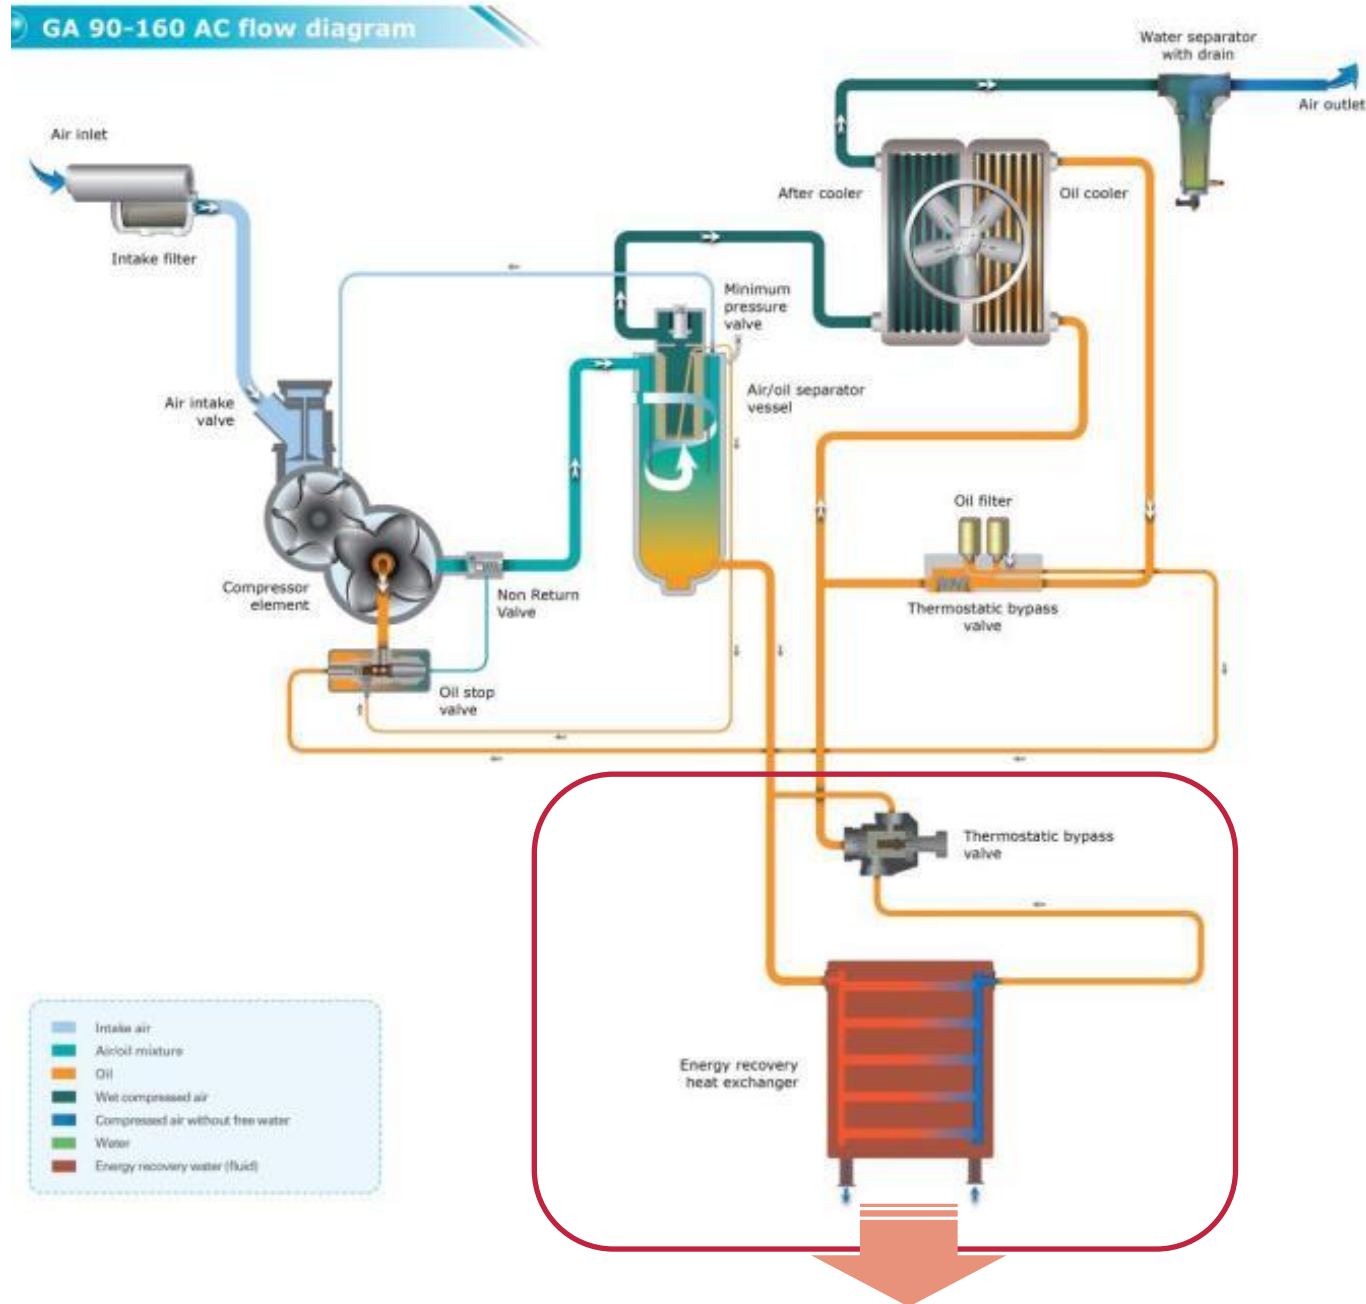 GA 90-160 AC flow diagram
Water separator
with drain
Air outlet
Air inlet
After cooler
Oil cooler
Intake filter
Minimum
pressure
valve
Air/oil separator
vessel
Air intake
valve
Oil filter
Compressor
element
Non Return
Valve
Thermostatic bypass
valve
Oil stop
valve
Thermostatic bypass
valve
Energy recovery
heat exchanger
Intake air
Air/oil mixture
Oil
Wet compressed air
Compressed air without free water
Water
Energy recovery water (fluid)